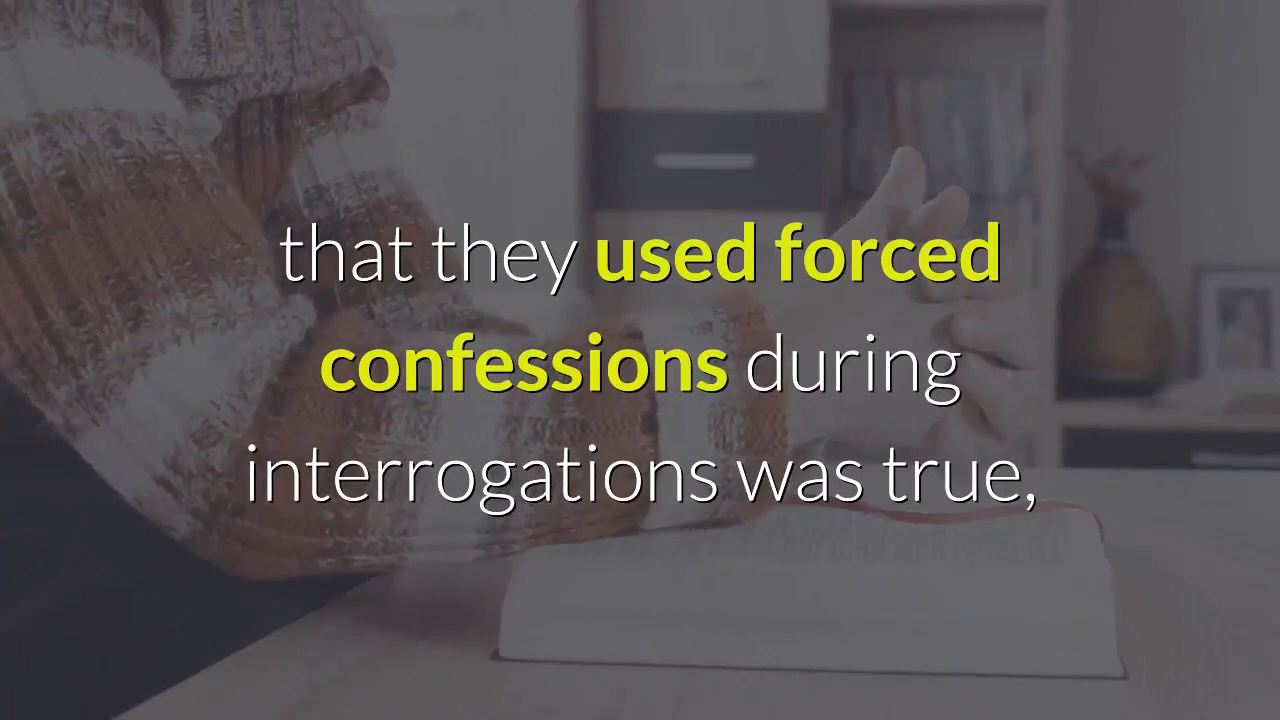 that they used forced
confessions during
interrogations was true,